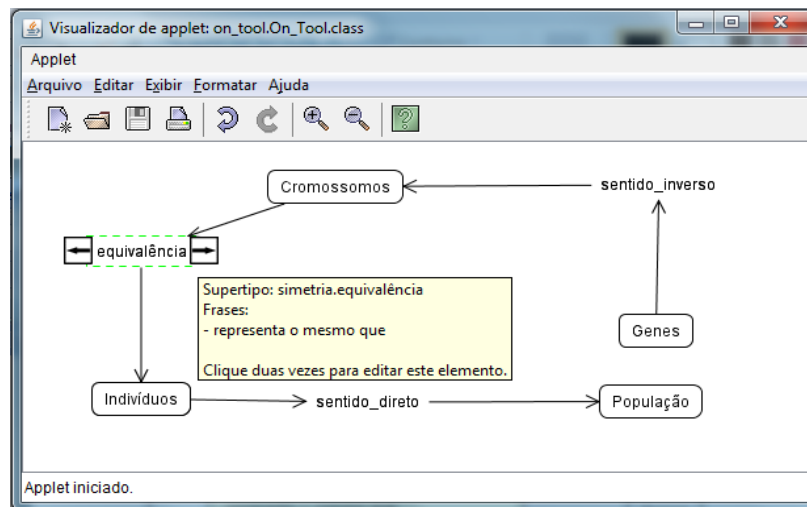 Visualizador de applet: on_tool.On_Tool.class
Applet
Arquivo Editar Exibir Formatar Ajuda
Cromossomos
sentido_inverso
equivalência
Supertipo: simetria.equivalência
Frases:
- representa o mesmo que
Clique duas vezes para editar este elemento.
Genes
Indivíduos
sentido_direto
População
Applet iniciado.